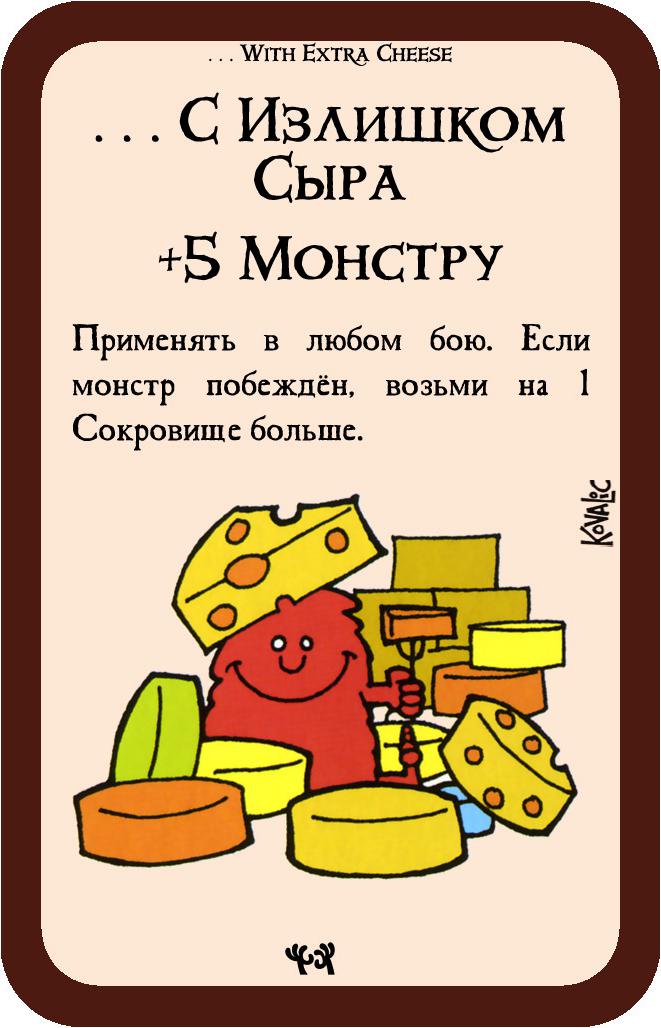 ... With Extra Cheese
... С Излишком
Сыра
+5 Монстру
Применять в любом бою. Если
монстр побеждён, возьми на 1
Сокровище больше.
Kovalic